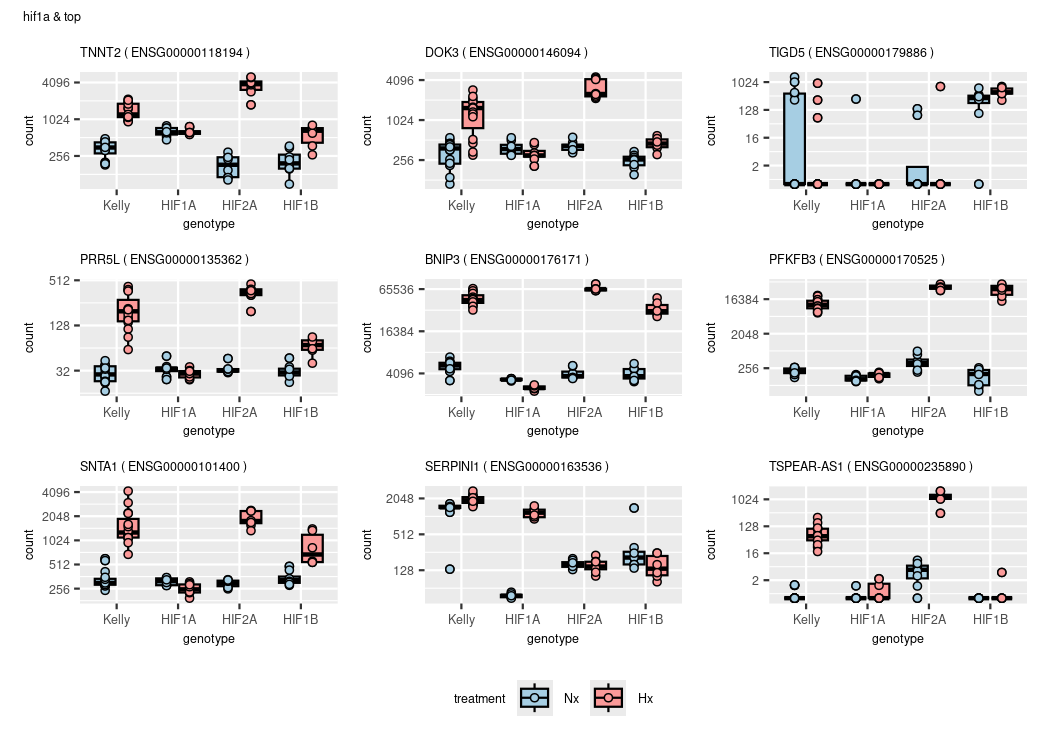 hif1a & top
TNNT2 ( ENSG00000118194 )
DOK3 ( ENSG00000146094 )
TIGD5 ( ENSG00000179886 )
count
4096
1024
256
Kelly HIF1A HIF2A HIF1B
genotype
count
4096
1024
256
Kelly HIF1A HIF2A HIF1B
genotype
count
1024
128
16
2
Kelly HIF1A HIF2A HIF1B
genotype
PRR5L ( ENSG00000135362 )
BNIP3 ( ENSG00000176171 )
PFKFB3 ( ENSG00000170525 )
count
512
128
32
Kelly HIF1A HIF2A HIF1B
genotype
count
65536
16384
4096
Kelly HIF1A HIF2A HIF1B
genotype
count
16384
2048
256
Kelly HIF1A HIF2A HIF1B
genotype
SNTA1 ( ENSG00000101400 )
SERPINI1 ( ENSG00000163536 )
TSPEAR-AS1 ( ENSG00000235890 )
count
4096
2048
1024
512
256
Kelly HIF1A HIF2A HIF1B
genotype
count
2048
512
128
Kelly HIF1A HIF2A HIF1B
genotype
count
1024
128
16
2
Kelly HIF1A HIF2A HIF1B
genotype
treatment Nx Hx